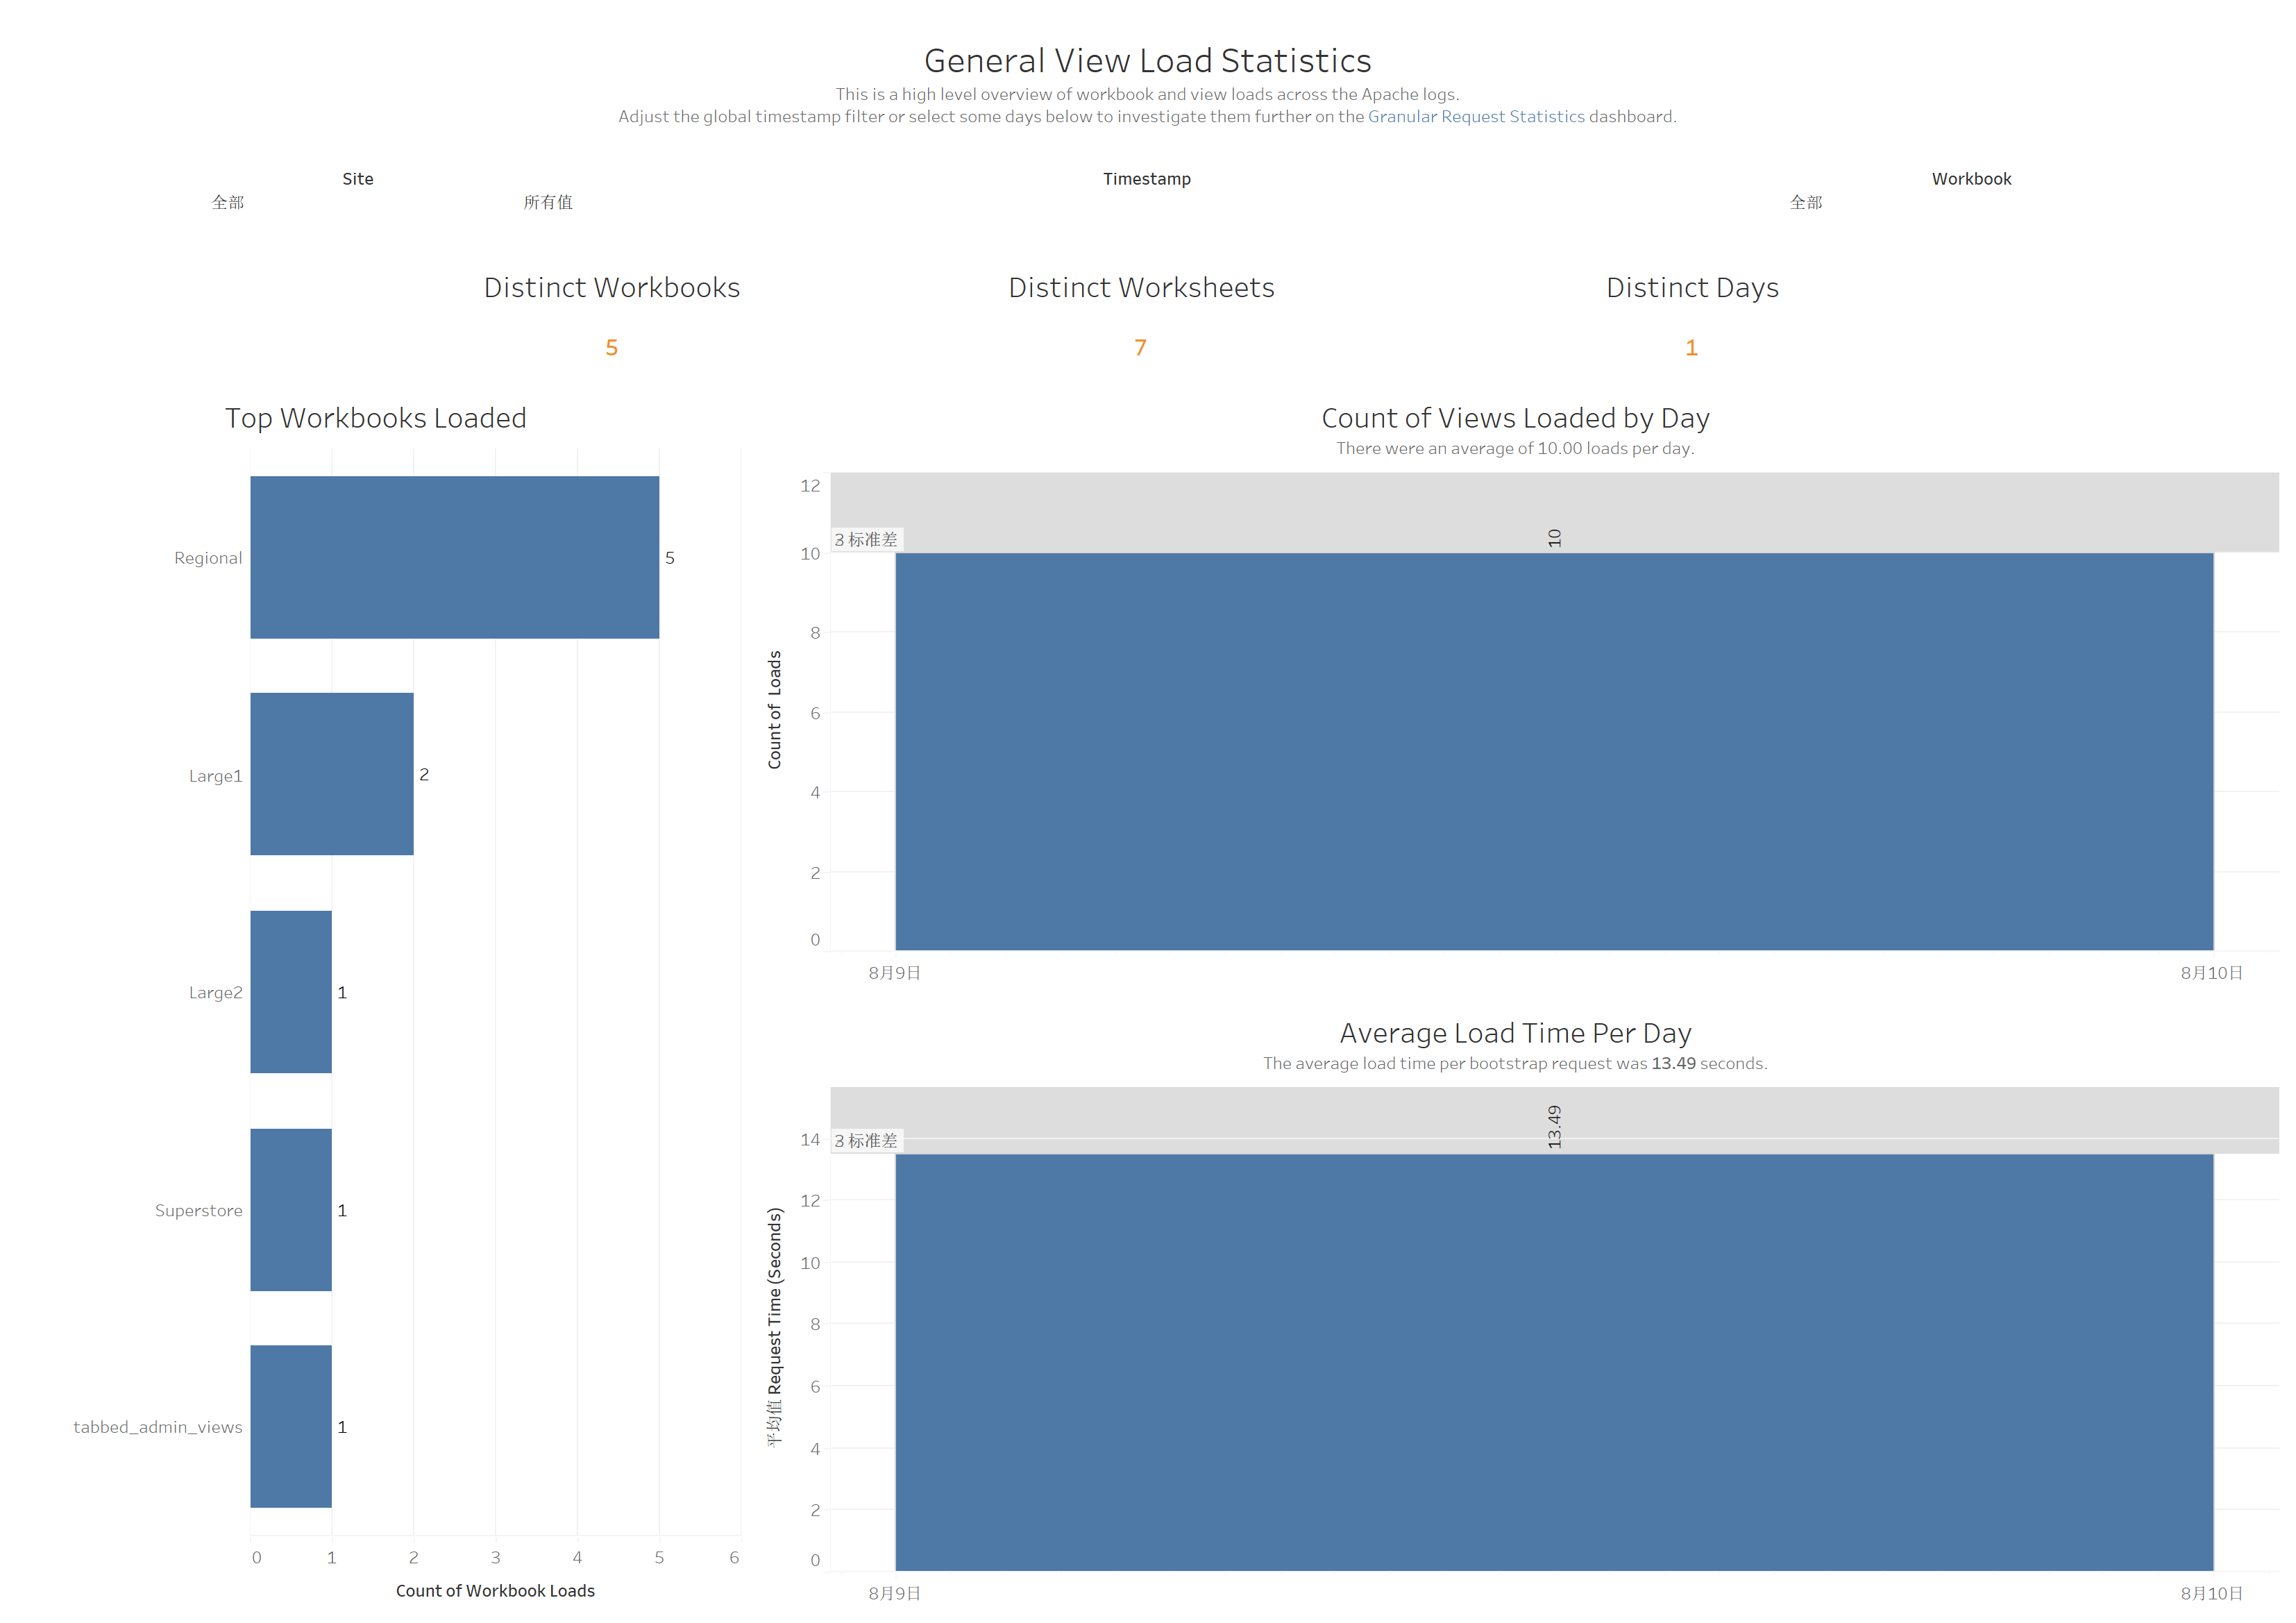 General View Load Statistics
This is a high level overview of workbook and view loads across the Apache logs.
Adjust the global timestamp filter or select some days below to investigate them further on the Granular Request Statistics dashboard.
Site
Timestamp
Workbook
全部
所有值
全部
Distinct Workbooks
Distinct Worksheets
Distinct Days
5
7
1
Top Workbooks Loaded
Regional
5
Large1
2
Large2
1
Superstore
1
tabbed_admin_views
1
0 1 2 3 4 5 6
Count of Workbook Loads
Count of Views Loaded by Day
There were an average of 10.00 loads per day.
Count of Loads
12
10
8
6
4
2
0
3 标准差
10
8月9日 8月10日
Average Load Time Per Day
The average load time per bootstrap request was 13.49 seconds.
平均值 Request Time (Seconds)
14
12
10
8
6
4
2
0
3 标准差
13.49
8月9日 8月10日